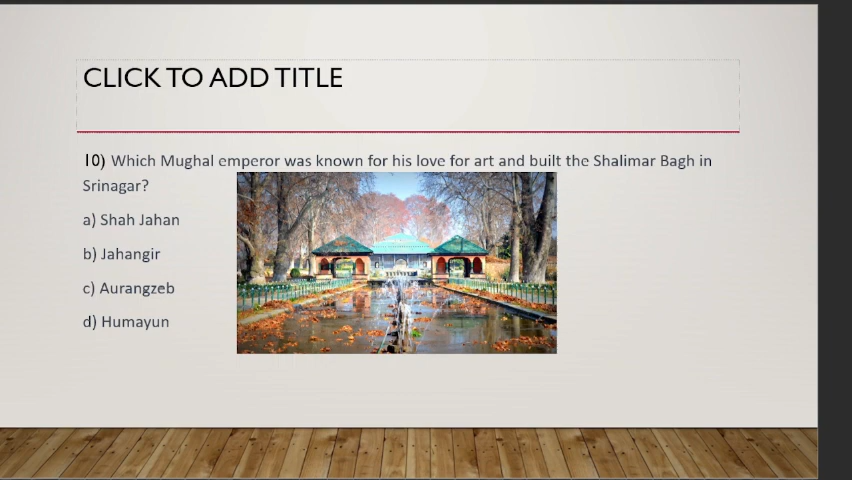 CLICK TO ADD TITLE
10) Which Mughal emperor was known for his love for art and built the Shalimar Bagh in
Srinagar?
a) Shah Jahan
b) Jahangir
c) Aurangzeb
d) Humayun